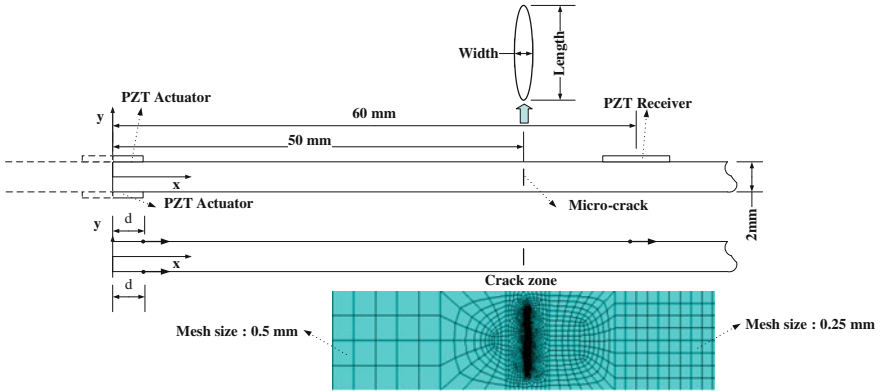 Width
Length
PZT Actuator
PZT Receiver
y
60 mm
50 mm
x
PZT Actuator
Micro-crack
2mm
d
y
x
Crack zone
d
Mesh size : 0.5 mm
Mesh size : 0.25 mm